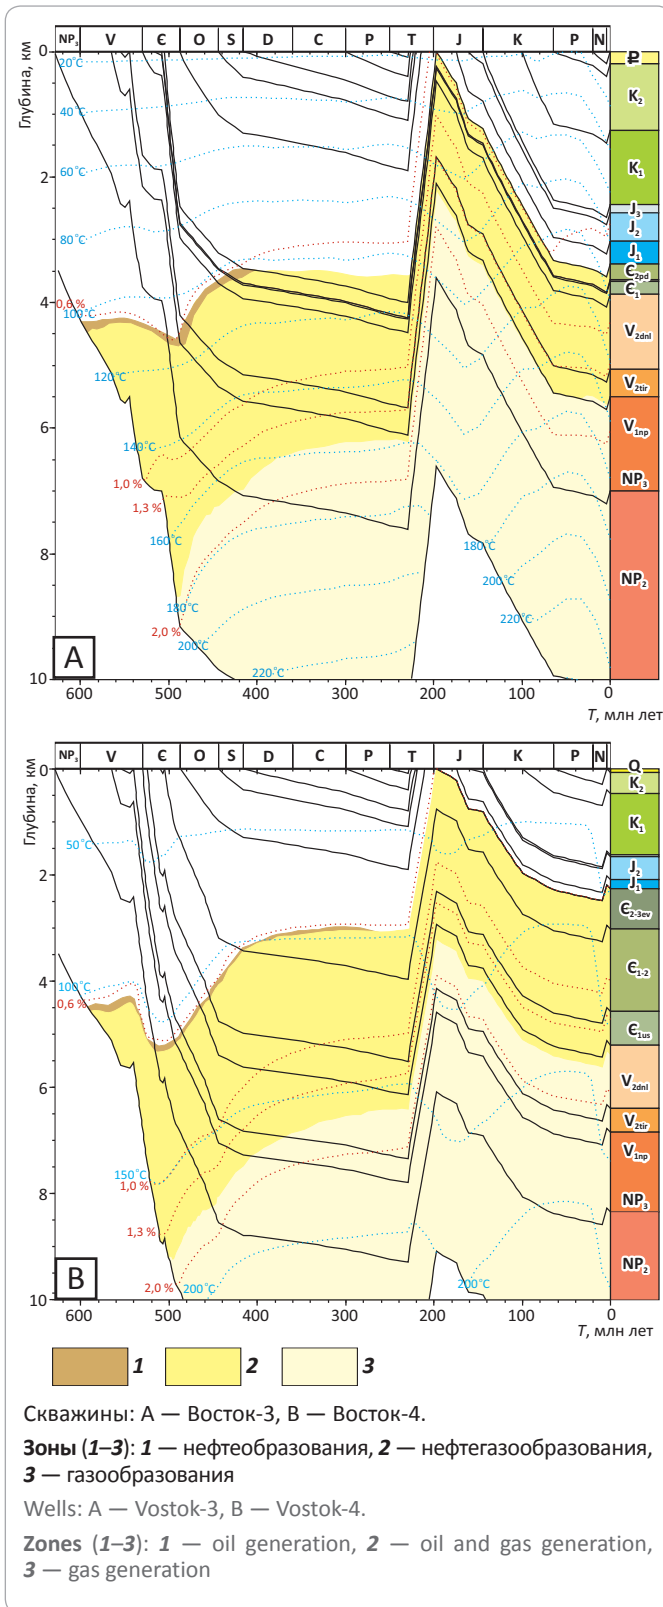 NP₃ V Є O S D C P T J K P N
Глубина, км
0
2
4
6
8
10
20°C
40°C
60°C
80°C
0,6 %
100°C
120°C
140°C
1,0 %
1,3 %
160°C
180°C
2,0 %
200°C
220°C
180°C
200°C
220°C
Ꝑ
K₂
K₁
J₃
J₂
J₁
Є₂pd
Є₁
V₂dnl
V₂tir
V₁np
NP₃
NP₂
A
600 500 400 300 200 100 0
T, млн лет
NP₃ V Є O S D C P T J K P N
Глубина, км
0
2
4
6
8
10
50°C
100°C
0,6 %
150°C
1,0 %
1,3 %
2,0 %
200°C
200°C
Q
K₂
K₁
J₂
J₁
Є₂₋₃ev
Є₁₋₂
Є₁us
V₂dnl
V₂tir
V₁np
NP₃
NP₂
B
600 500 400 300 200 100 0
T, млн лет
1 2 3
Скважины: А — Восток-3, В — Восток-4.
Зоны (1–3): 1 — нефтеобразования, 2 — нефтегазообразования,
3 — газообразования
Wells: A — Vostok-3, B — Vostok-4.
Zones (1–3): 1 — oil generation, 2 — oil and gas generation,
3 — gas generation